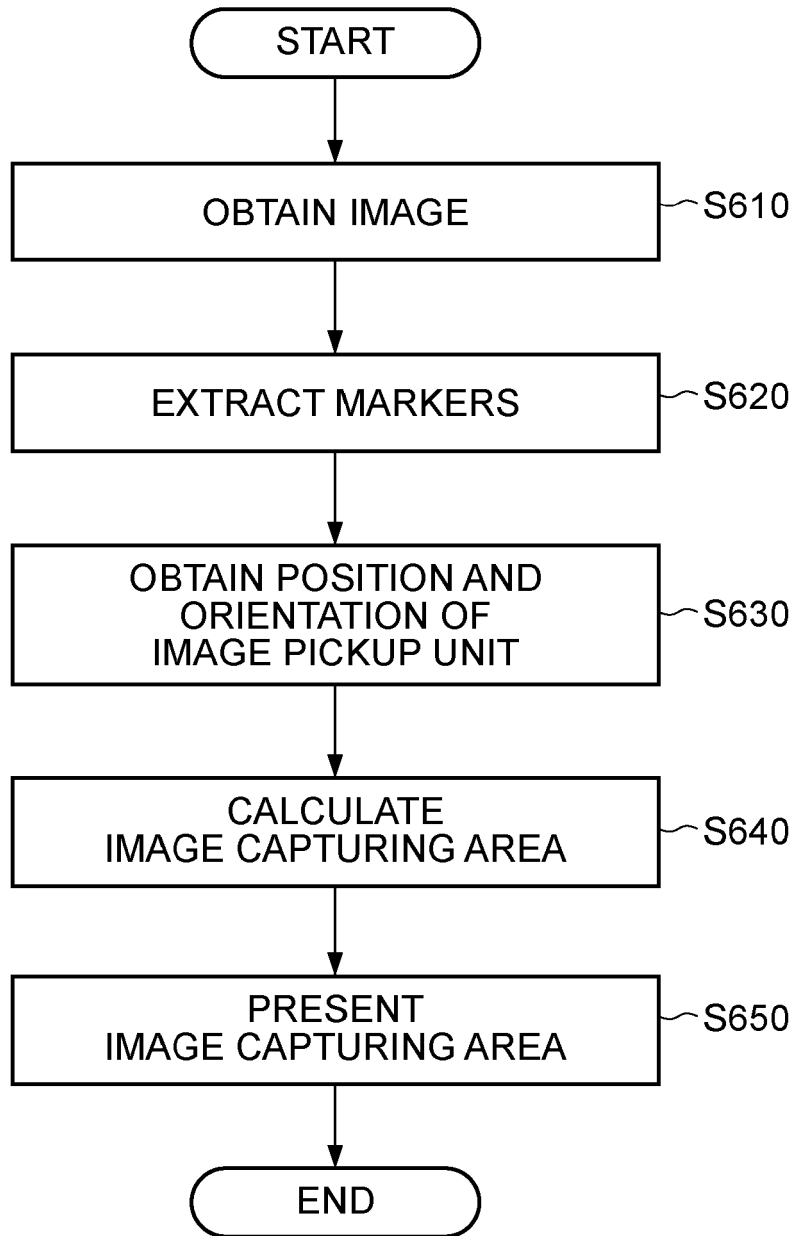 START
OBTAIN IMAGE
S610
EXTRACT MARKERS
S620
OBTAIN POSITION AND
ORIENTATION OF
IMAGE PICKUP UNIT
S630
CALCULATE
IMAGE CAPTURING AREA
S640
PRESENT
IMAGE CAPTURING AREA
S650
END